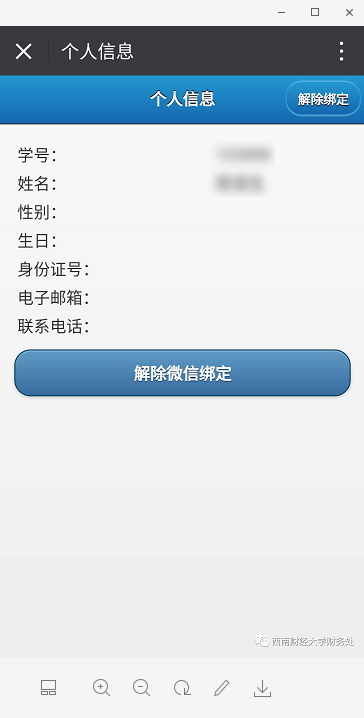 个人信息
个人信息
解除绑定
学号：
姓名：
性别：
生日：
身份证号：
电子邮箱：
联系电话：
解除微信绑定
西南财经大学财务处